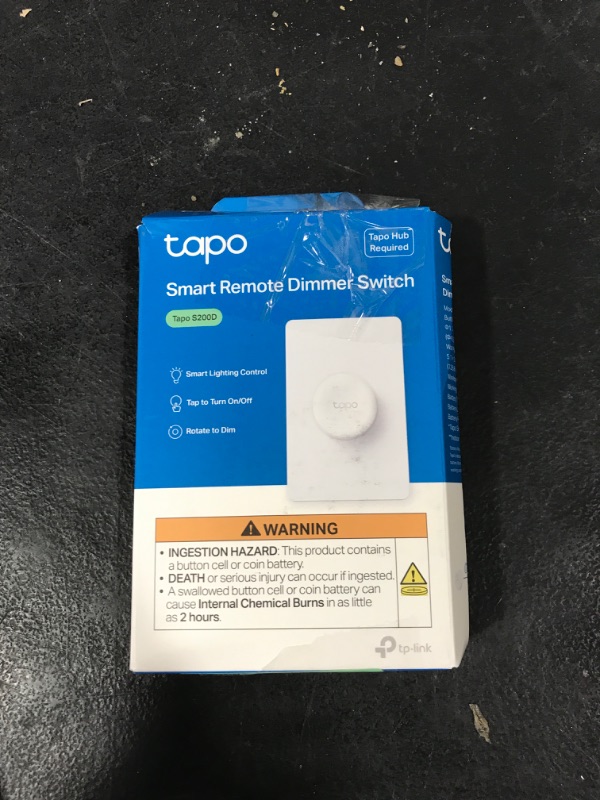 tapo
Tapo Hub
Required
Smart Remote Dimmer Switch
Tapo S200D
Smart Lighting Control
Tap to Turn On/Off
Rotate to Dim
tapo
WARNING
• INGESTION HAZARD: This product contains
a button cell or coin battery.
• DEATH or serious injury can occur if ingested.
• A swallowed button cell or coin battery can
cause Internal Chemical Burns in as little
as 2 hours.
tp-link